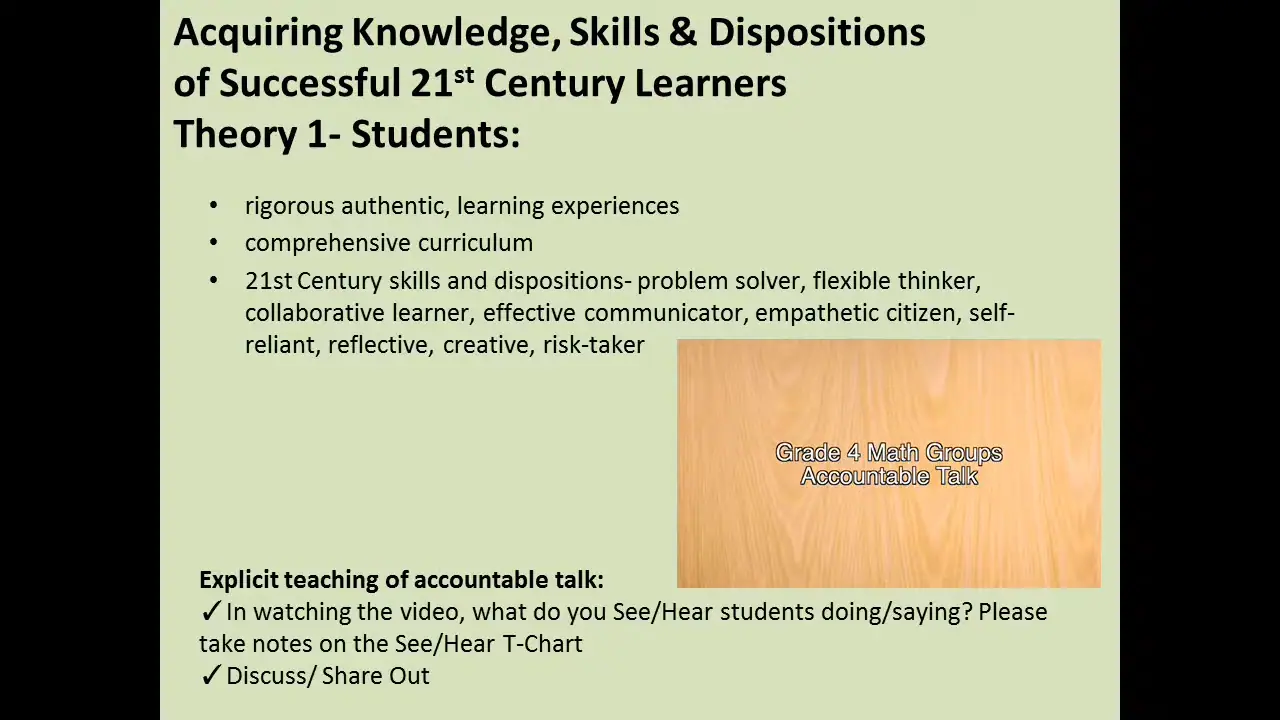 Acquiring Knowledge, Skills & Dispositions
of Successful 21st Century Learners
Theory 1- Students:
• rigorous authentic, learning experiences
• comprehensive curriculum
• 21st Century skills and dispositions- problem solver, flexible thinker,
collaborative learner, effective communicator, empathetic citizen, self-
reliant, reflective, creative, risk-taker
Grade 4 Math Groups
Accountable Talk
Explicit teaching of accountable talk:
✓In watching the video, what do you See/Hear students doing/saying? Please
take notes on the See/Hear T-Chart
✓Discuss/ Share Out